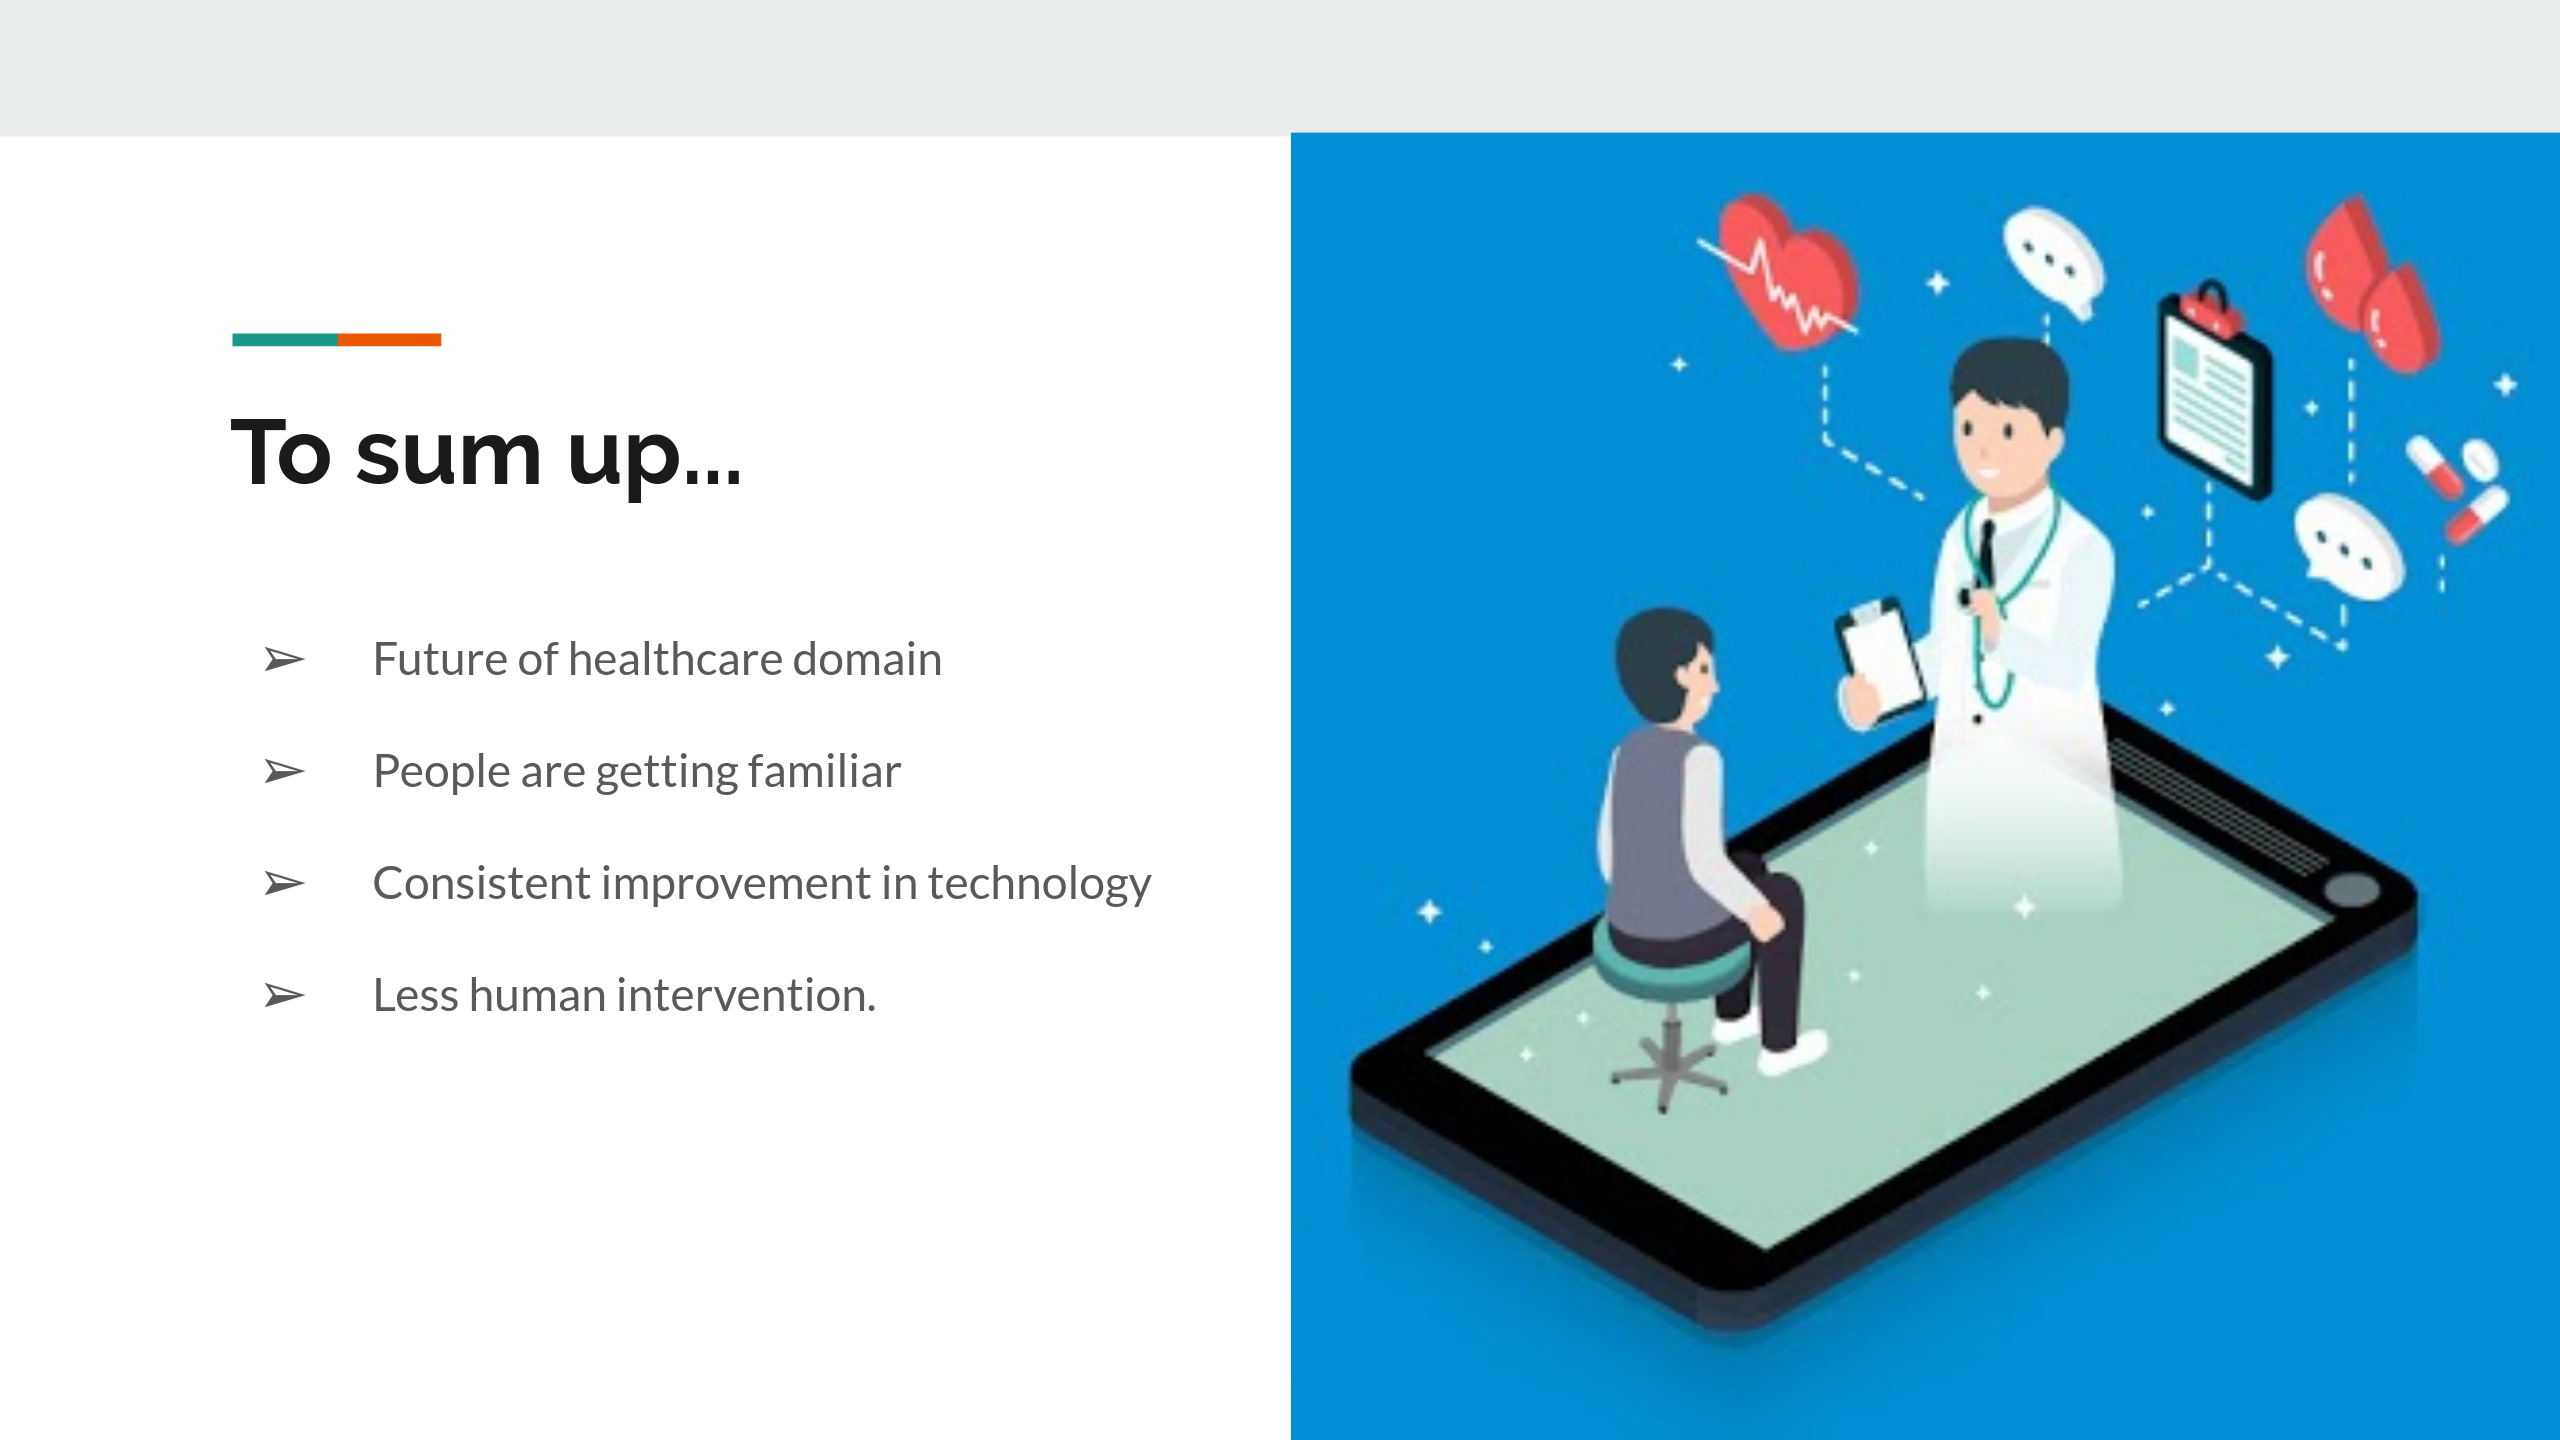 To sum up...
➢ Future of healthcare domain
➢ People are getting familiar
➢ Consistent improvement in technology
➢ Less human intervention.